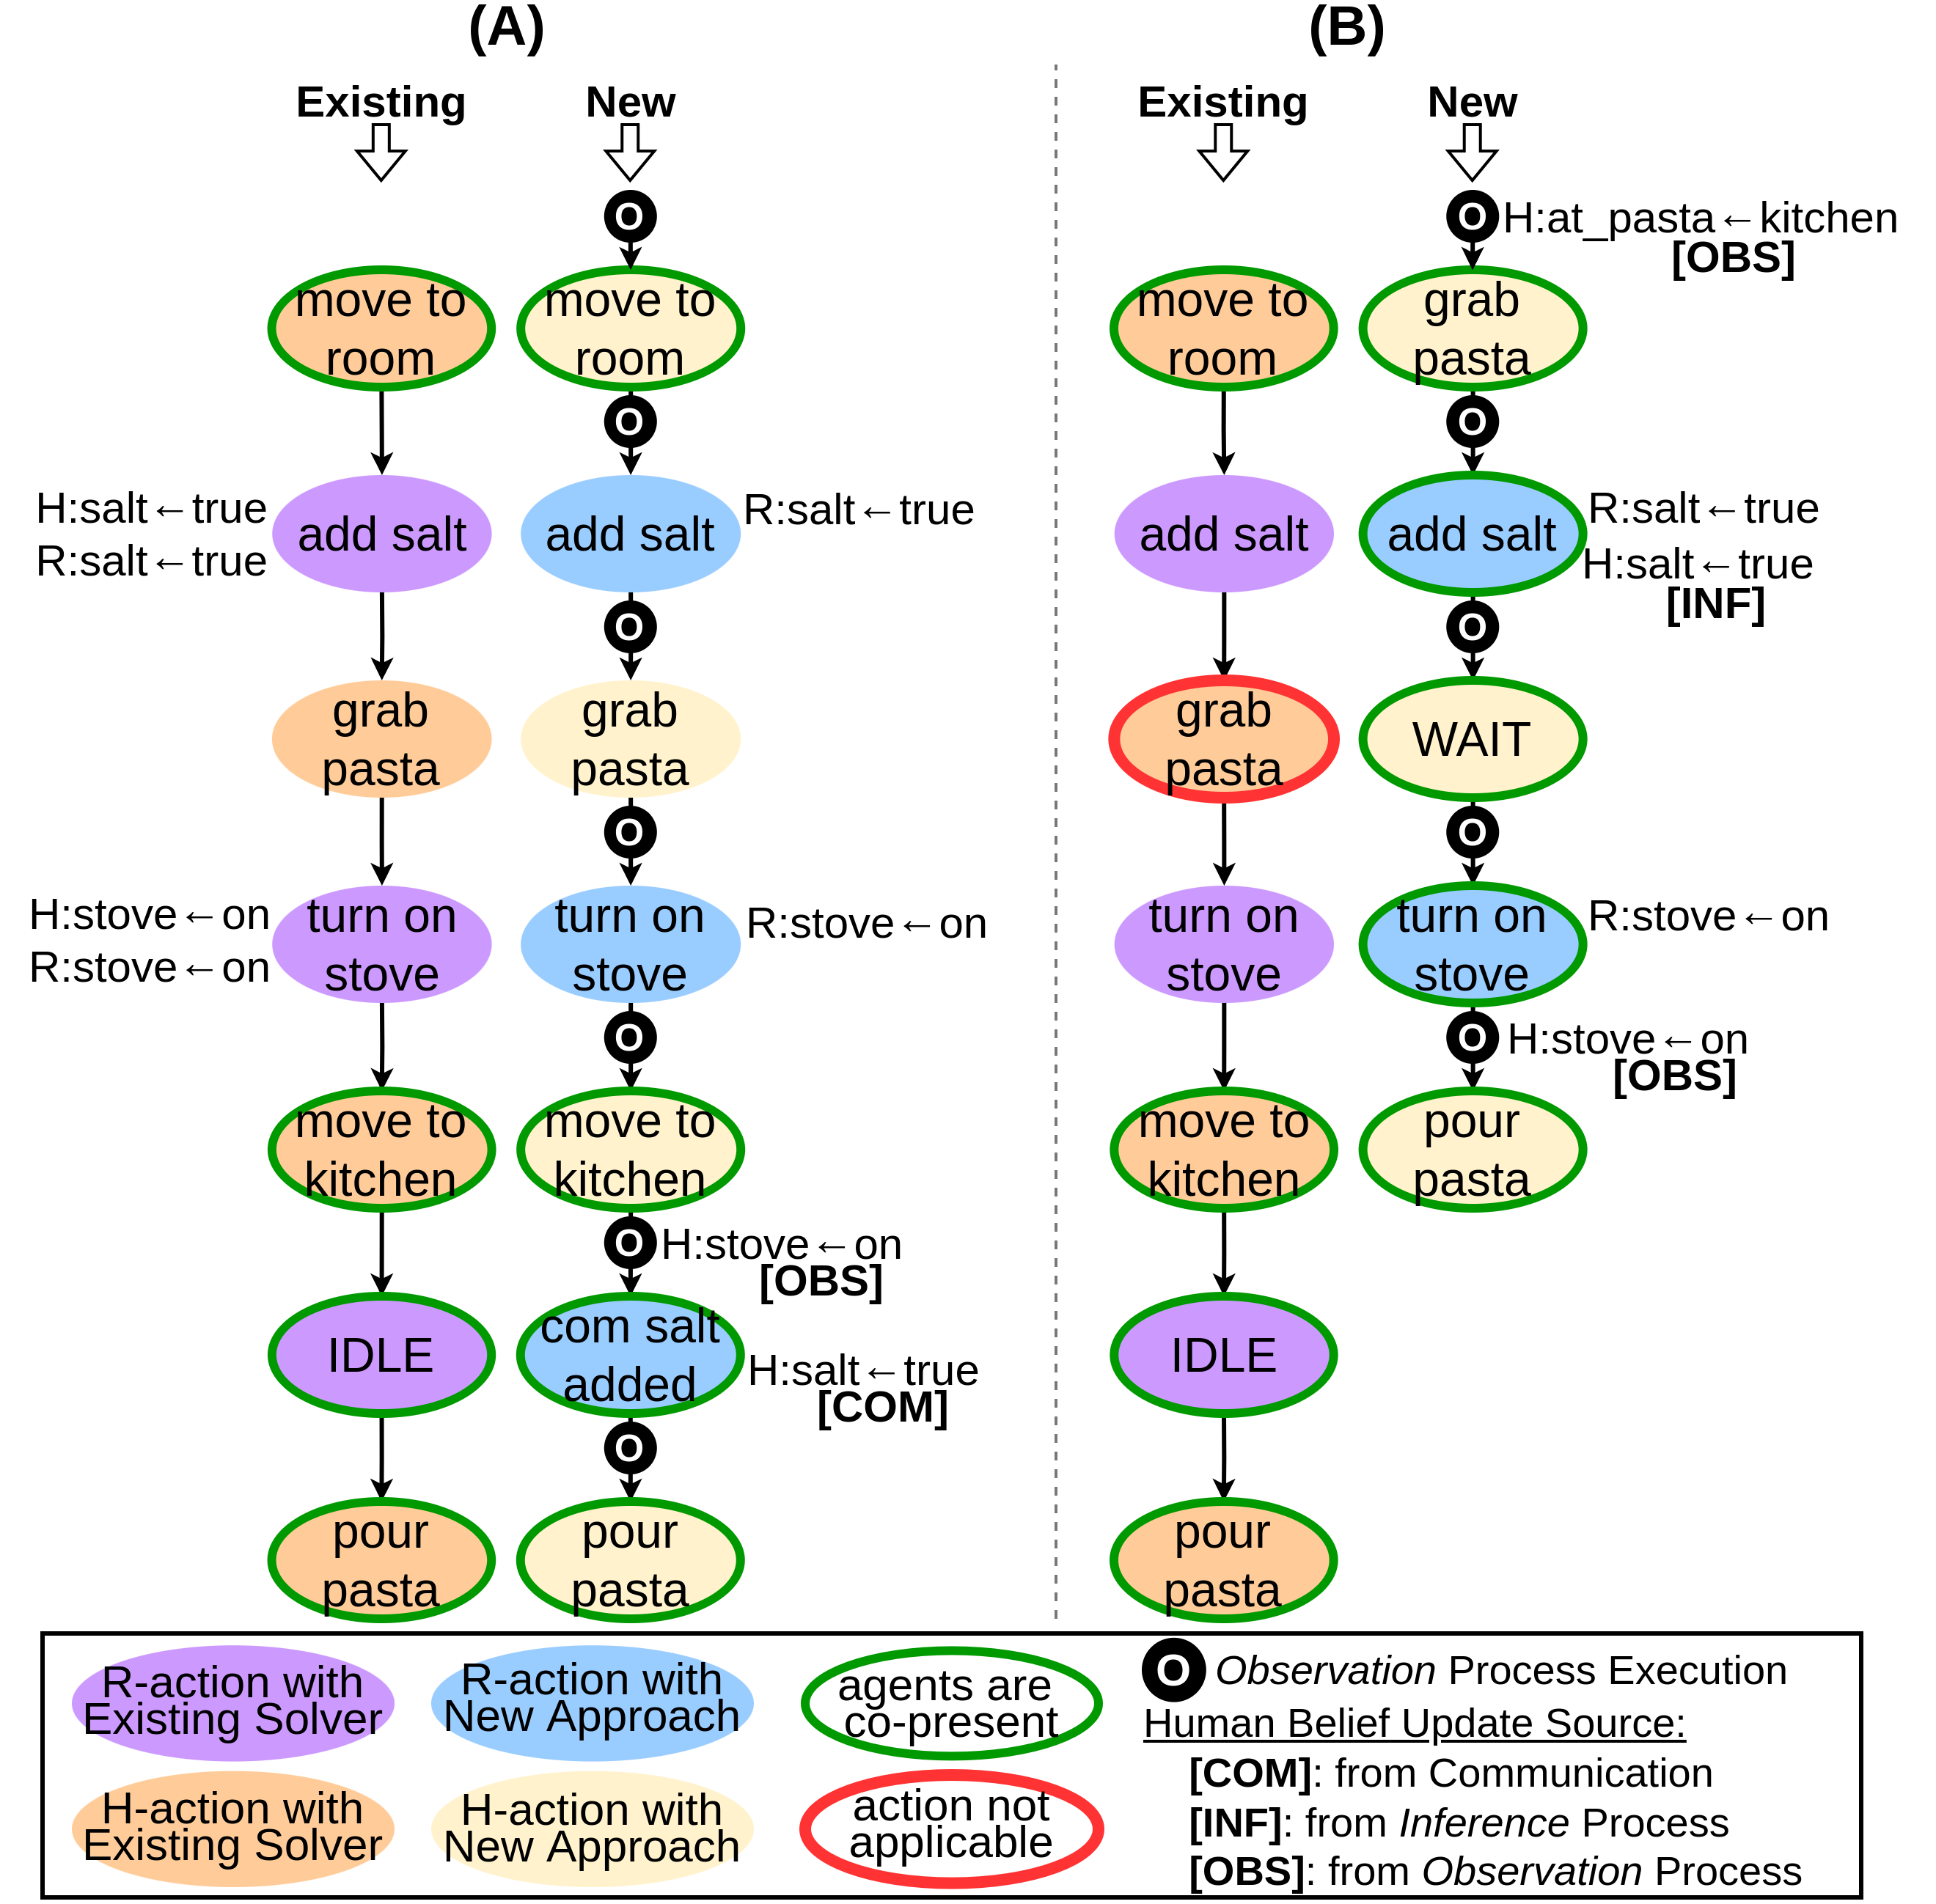 (A)
Existing
New
O
move to
room
move to
room
O
H:salt←true
R:salt←true
add salt
add salt
R:salt←true
O
grab
pasta
grab
pasta
O
H:stove←on
R:stove←on
turn on
stove
turn on
stove
R:stove←on
O
move to
kitchen
move to
kitchen
O
H:stove←on
[OBS]
IDLE
com salt
added
H:salt←true
[COM]
O
pour
pasta
pour
pasta
(B)
Existing
New
O
H:at_pasta←kitchen
[OBS]
move to
room
grab
pasta
O
add salt
add salt
R:salt←true
H:salt←true
[INF]
O
grab
pasta
WAIT
O
turn on
stove
turn on
stove
R:stove←on
O
H:stove←on
[OBS]
move to
kitchen
pour
pasta
IDLE
pour
pasta
R-action with
Existing Solver
R-action with
New Approach
agents are
co-present
H-action with
Existing Solver
H-action with
New Approach
action not
applicable
O Observation Process Execution
Human Belief Update Source:
[COM]: from Communication
[INF]: from Inference Process
[OBS]: from Observation Process